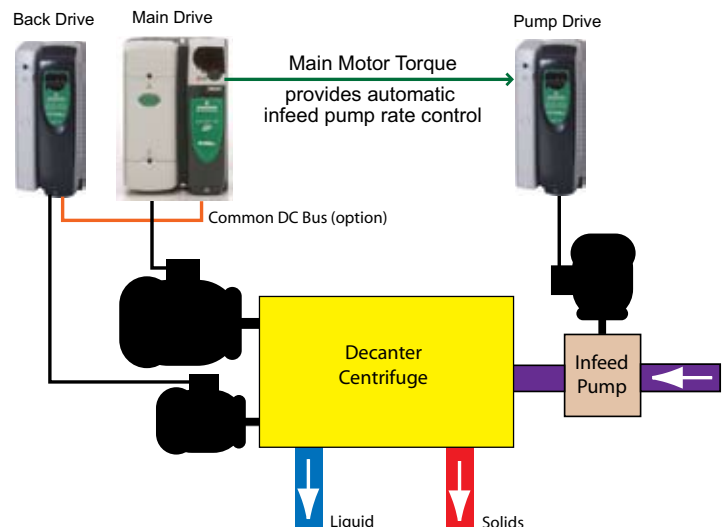 Back Drive
Main Drive
Pump Drive
Main Motor Torque
provides automatic
infeed pump rate control
Common DC Bus (option)
Decanter
Centrifuge
Infeed
Pump
Liquid
Solids